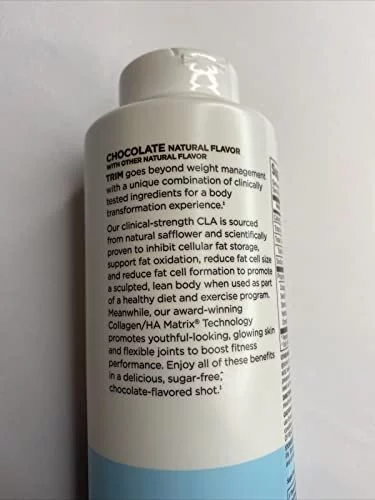 CHOCOLATE NATURAL FLAVOR
WITH OTHER NATURAL FLAVOR
TRIM goes beyond weight management
with a unique combination of clinically
tested ingredients for a body
transformation experience.‡
Our clinical-strength CLA is sourced
from natural safflower and scientifically
proven to inhibit cellular fat storage,
support fat oxidation, reduce fat cell size
and reduce fat cell formation to promote
a sculpted, lean body when used as part
of a healthy diet and exercise program.
Meanwhile, our award-winning
Collagen/HA Matrix® Technology
promotes youthful-looking, glowing skin
and flexible joints to boost fitness
performance. Enjoy all of these benefits
in a delicious, sugar-free,^
chocolate-flavored shot.‡